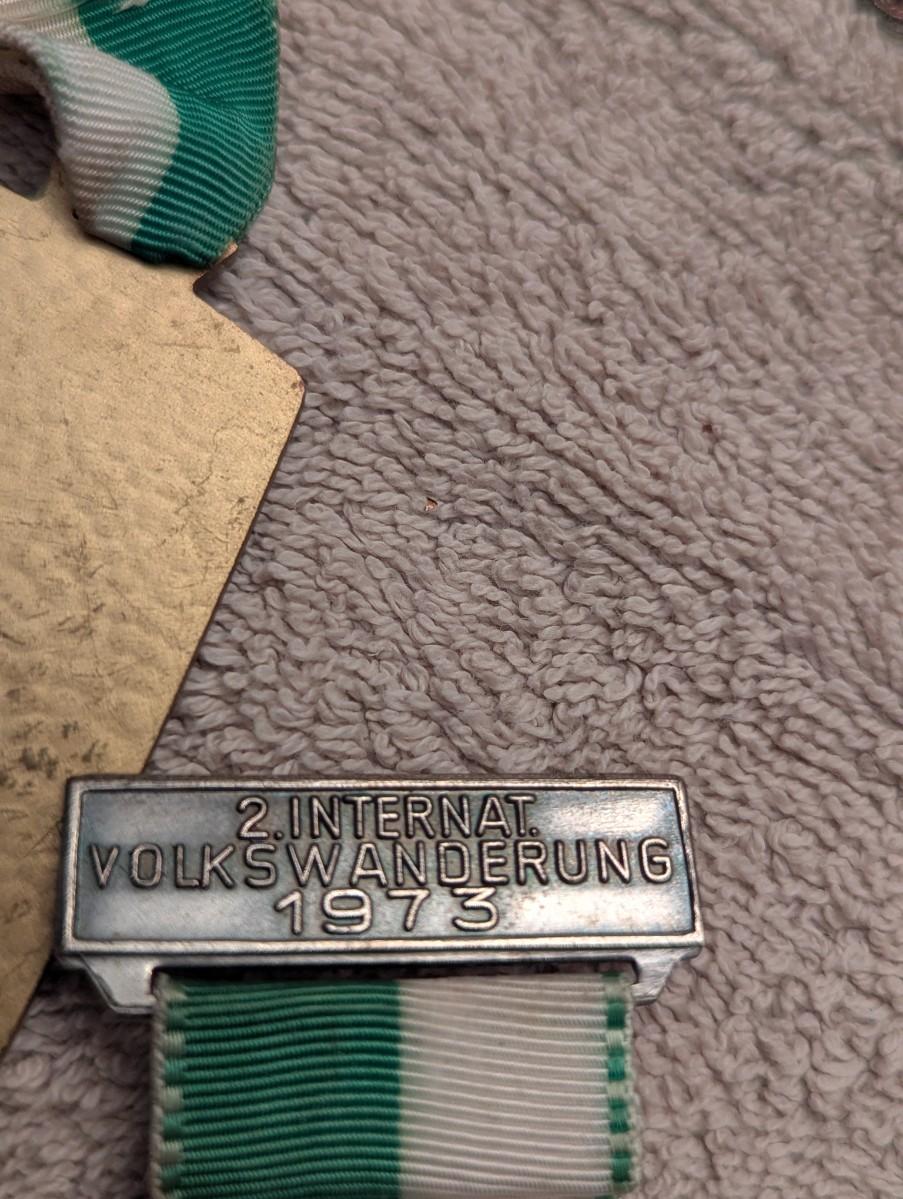 2. INTERNAT.
VOLKSWANDERUNG
1973